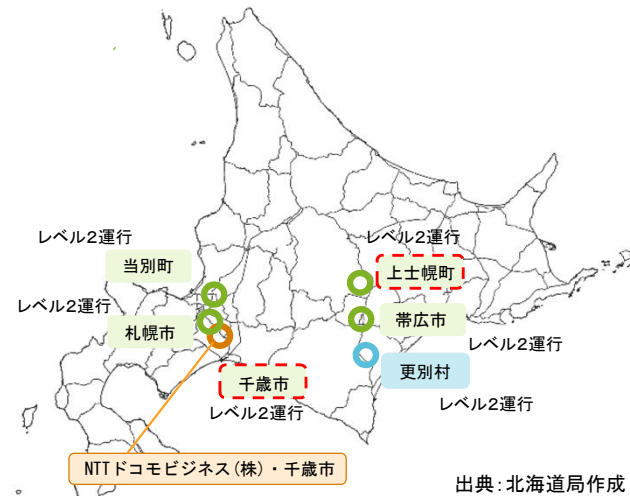 レベル２運行
当別町
レベル２運行
札幌市
レベル２運行
上士幌町
帯広市
レベル２運行
更別村
レベル２運行
千歳市
レベル２運行
NTTドコモビジネス(株)・千歳市
出典：北海道局作成